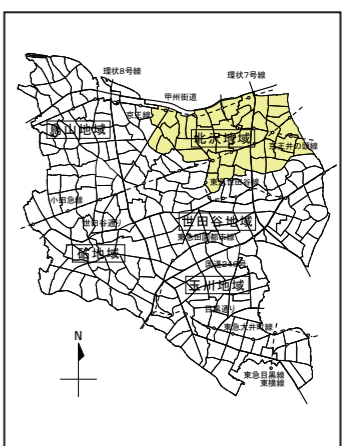 環状8号線
環状7号線
甲州街道
京王線
烏山地域
北沢地域
京王井の頭線
東急世田谷線
小田急線
世田谷通り
世田谷地域
東急田園都市線
砧地域
国道246号
玉川地域
目黒通り
東急大井町線
N
東急目黒線
東横線